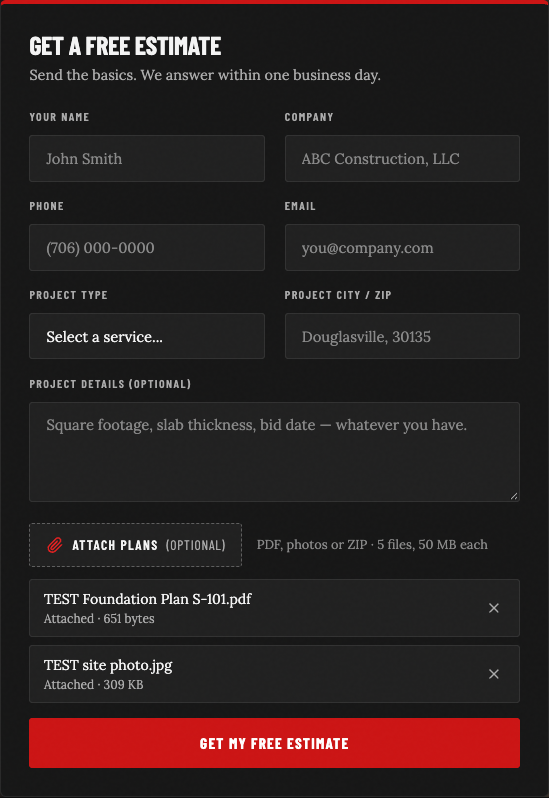 GET A FREE ESTIMATE
Send the basics. We answer within one business day.
YOUR NAME
COMPANY
John Smith
ABC Construction, LLC
PHONE
EMAIL
(706) 000-0000
you@company.com
PROJECT TYPE
PROJECT CITY / ZIP
Select a service...
Douglasville, 30135
PROJECT DETAILS (OPTIONAL)
Square footage, slab thickness, bid date — whatever you have.
ATTACH PLANS (OPTIONAL)
PDF, photos or ZIP · 5 files, 50 MB each
TEST Foundation Plan S-101.pdf
Attached · 651 bytes
TEST site photo.jpg
Attached · 309 KB
GET MY FREE ESTIMATE